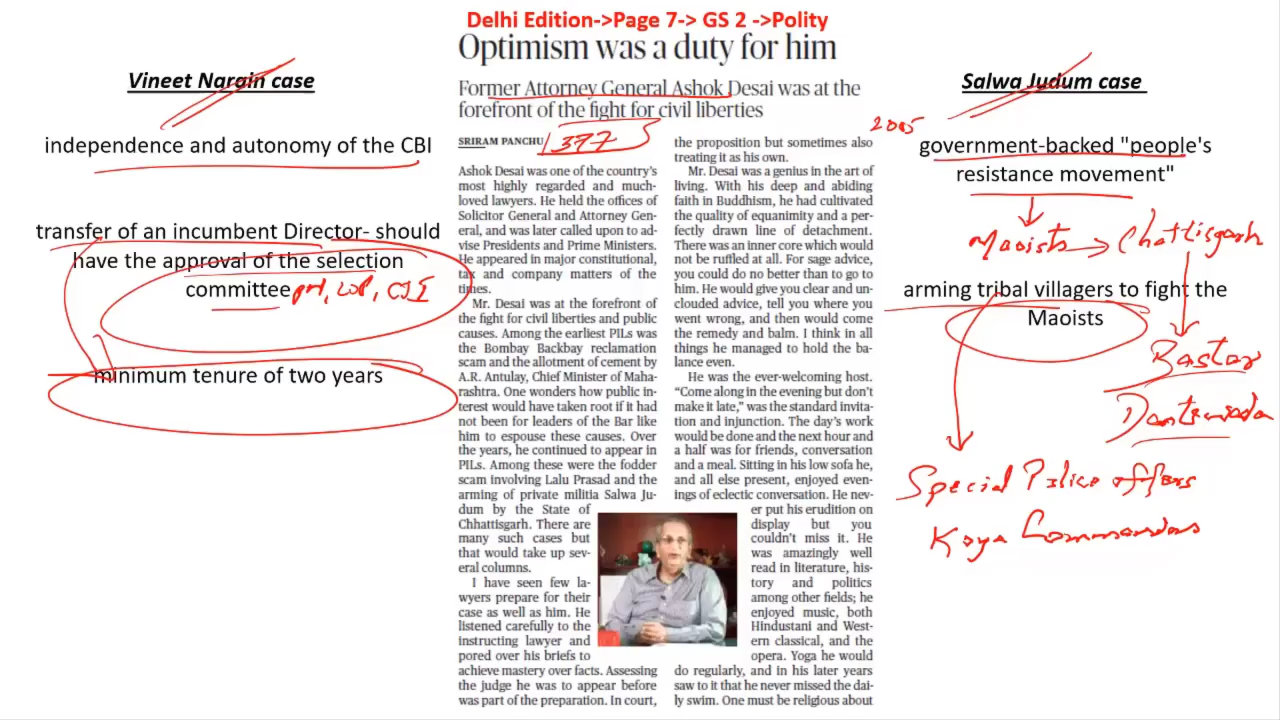 Delhi Edition->Page 7-> GS 2 ->Polity
Optimism was a duty for him
Former Attorney General Ashok Desai was at the
forefront of the fight for civil liberties
SRIRAM PANCHU
377
Vineet Narain case
independence and autonomy of the CBI
transfer of an incumbent Director- should
have the approval of the selection
committee PM, LOP, CJI
minimum tenure of two years
Ashok Desai was one of the country's
most highly regarded and much-
loved lawyers. He held the offices of
Solicitor General and Attorney Gen-
eral, and was later called upon to ad-
vise Presidents and Prime Ministers.
He appeared in major constitutional,
tax and company matters of the
times.
Mr. Desai was at the forefront of
the fight for civil liberties and public
causes. Among the earliest PILs was
the Bombay Backbay reclamation
scam and the allotment of cement by
A.R. Antulay, Chief Minister of Maha-
rashtra. One wonders how public in-
terest would have taken root if it had
not been for leaders of the Bar like
him to espouse these causes. Over
the years, he continued to appear in
PILs. Among these were the fodder
scam involving Lalu Prasad and the
arming of private militia Salwa Ju-
dum by the State of
Chhattisgarh. There are
many such cases but
that would take up sev-
eral columns.
I have seen few la-
wyers prepare for their
case as well as him. He
listened carefully to the
instructing lawyer and
pored over his briefs to
achieve mastery over facts. Assessing
the judge he was to appear before
was part of the preparation. In court,
the proposition but sometimes also
treating it as his own.
Mr. Desai was a genius in the art of
living. With his deep and abiding
faith in Buddhism, he had cultivated
the quality of equanimity and a per-
fectly drawn line of detachment.
There was an inner core which would
not be ruffled at all. For sage advice,
you could do no better than to go to
him. He would give you clear and un-
clouded advice, tell you where you
went wrong, and then would come
the remedy and balm. I think in all
things he managed to hold the ba-
lance even.
He was the ever-welcoming host.
“Come along in the evening but don’t
make it late,” was the standard invita-
tion and injunction. The day’s work
would be done and the next hour and
a half was for friends, conversation
and a meal. Sitting in his low sofa he,
and all else present, enjoyed even-
ings of eclectic conversation. He nev-
er put his erudition on
display but you
couldn’t miss it. He
was amazingly well
read in literature, his-
tory and politics
among other fields; he
enjoyed music, both
Hindustani and West-
ern classical, and the
opera. Yoga he would
do regularly, and in his later years
saw to it that he never missed the dai-
ly swim. One must be religious about
Salwa Judum case
2005
government-backed "people's
resistance movement"
Maoists Chattisgarh
arming tribal villagers to fight the
Maoists
Bastar
Dantewada
Special Police officers
Koya Commandos